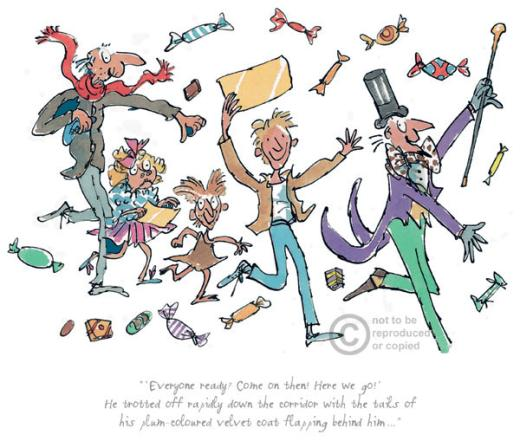 © not to be
reproduced
or copied
"'Everyone ready? Come on then! Here we go!'
He trotted off rapidly down the corridor with the tails of
his plum-coloured velvet coat flapping behind him..."